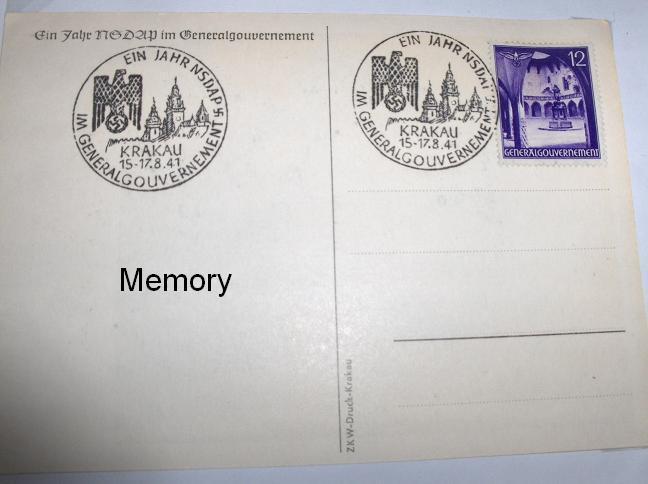 Ein Jahr NSDAP im Generalgouvernement
EIN JAHR NSDAP
KRAKAU
15-17.8.41
IM GENERALGOUVERNEMENT
EIN JAHR NSDAP
KRAKAU
15-17.8.41
IM GENERALGOUVERNEMENT
12
GENERALGOUVERNEMENT
Memory
ZKW-Druck-Krakau